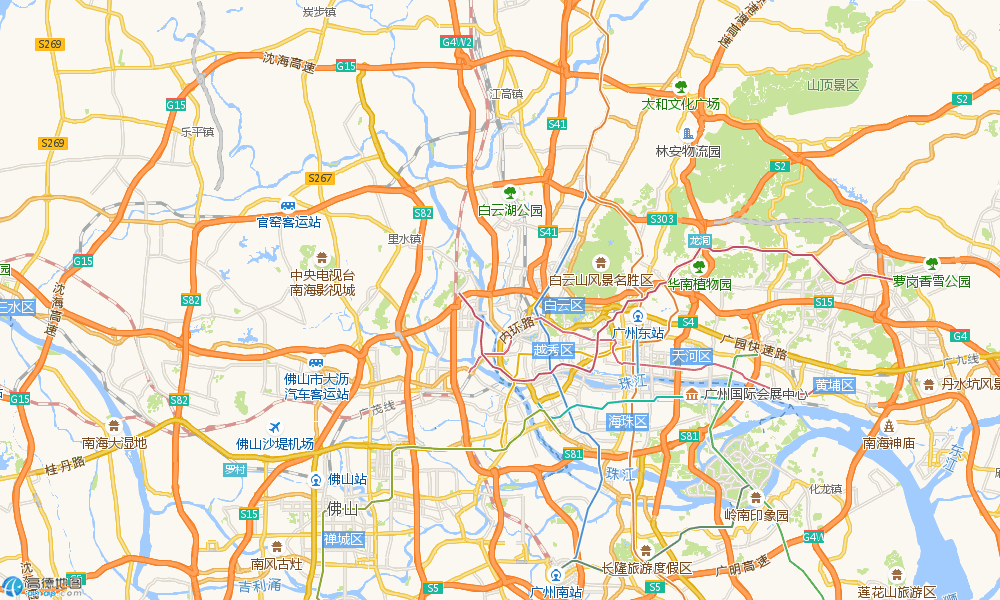 炭步镇
S269
G4W2
沈海高速
G15
江高镇
山顶景区
S2
G15
太和文化广场
S41
乐平镇
S269
林安物流园
S2
S267
白云湖公园
S82
官窑客运站
S303
S41
龙洞
里水镇
G15
中央电视台
南海影视城
白云山风景名胜区
华南植物园
萝岗香雪公园
S82
S15
三水区
白云区
沈海高速
内环路
广州东站
S4
G4
越秀区
天河区
广园快速路
广九线
佛山市大沥
汽车客运站
珠江
黄埔区
丹水坑风景
G15
S82
广茂线
广州国际会展中心
南海大湿地
佛山沙堤机场
海珠区
S81
南海神庙
S81
东江
桂丹路
罗村
珠江
佛山站
化龙镇
佛山
岭南印象园
S15
禅城区
G4W
南风古灶
长隆旅游度假区
广明高速
高德地图
吉利涌
S5
广州南站
S5
莲花山旅游区